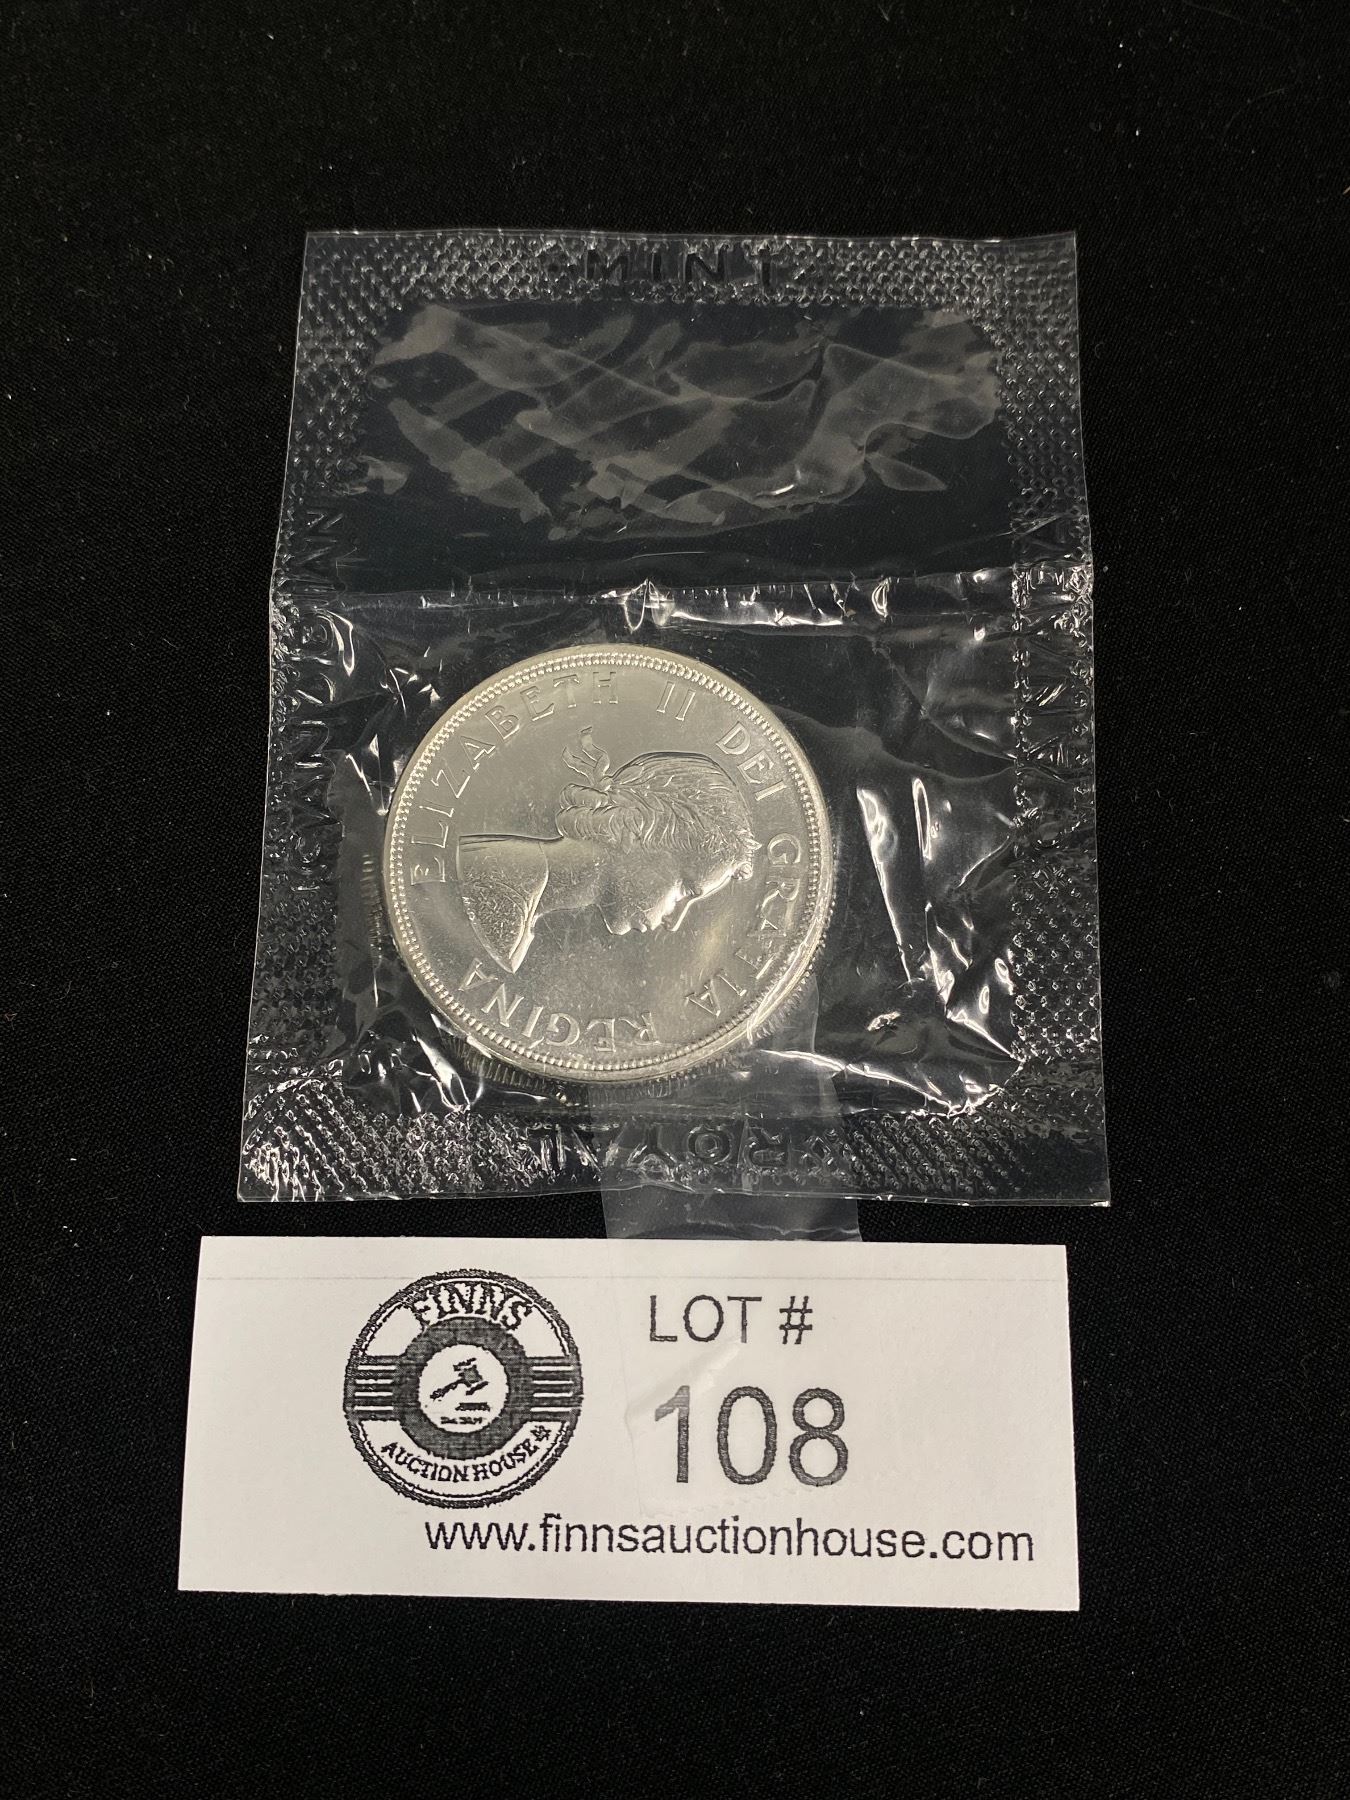 MINT
ELIZABETH II DEI GRATIA REGINA
ROYAL
FINNS
AUCTION HOUSE
LOT #
108
www.finnsauctionhouse.com